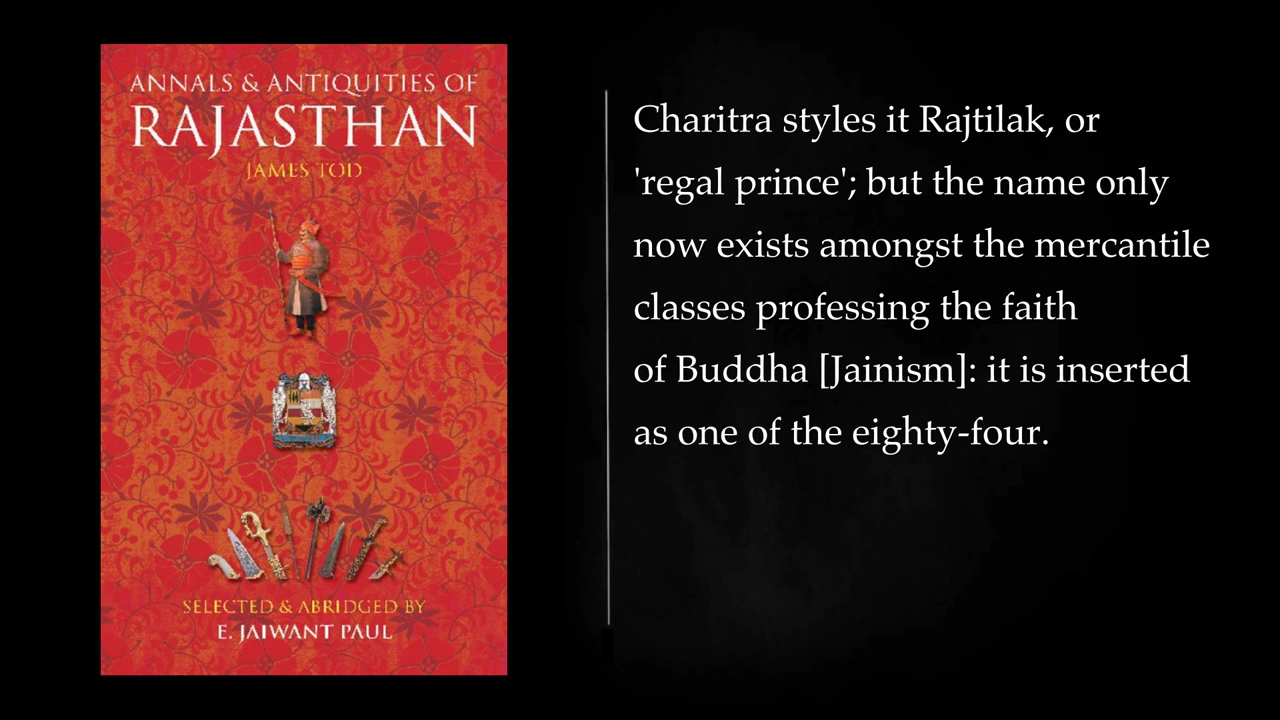 ANNALS & ANTIQUITIES OF
RAJASTHAN
JAMES TOD
SELECTED & ABRIDGED BY
E. JAIWANT PAUL
Charitra styles it Rajtilak, or
'regal prince'; but the name only
now exists amongst the mercantile
classes professing the faith
of Buddha [Jainism]: it is inserted
as one of the eighty-four.